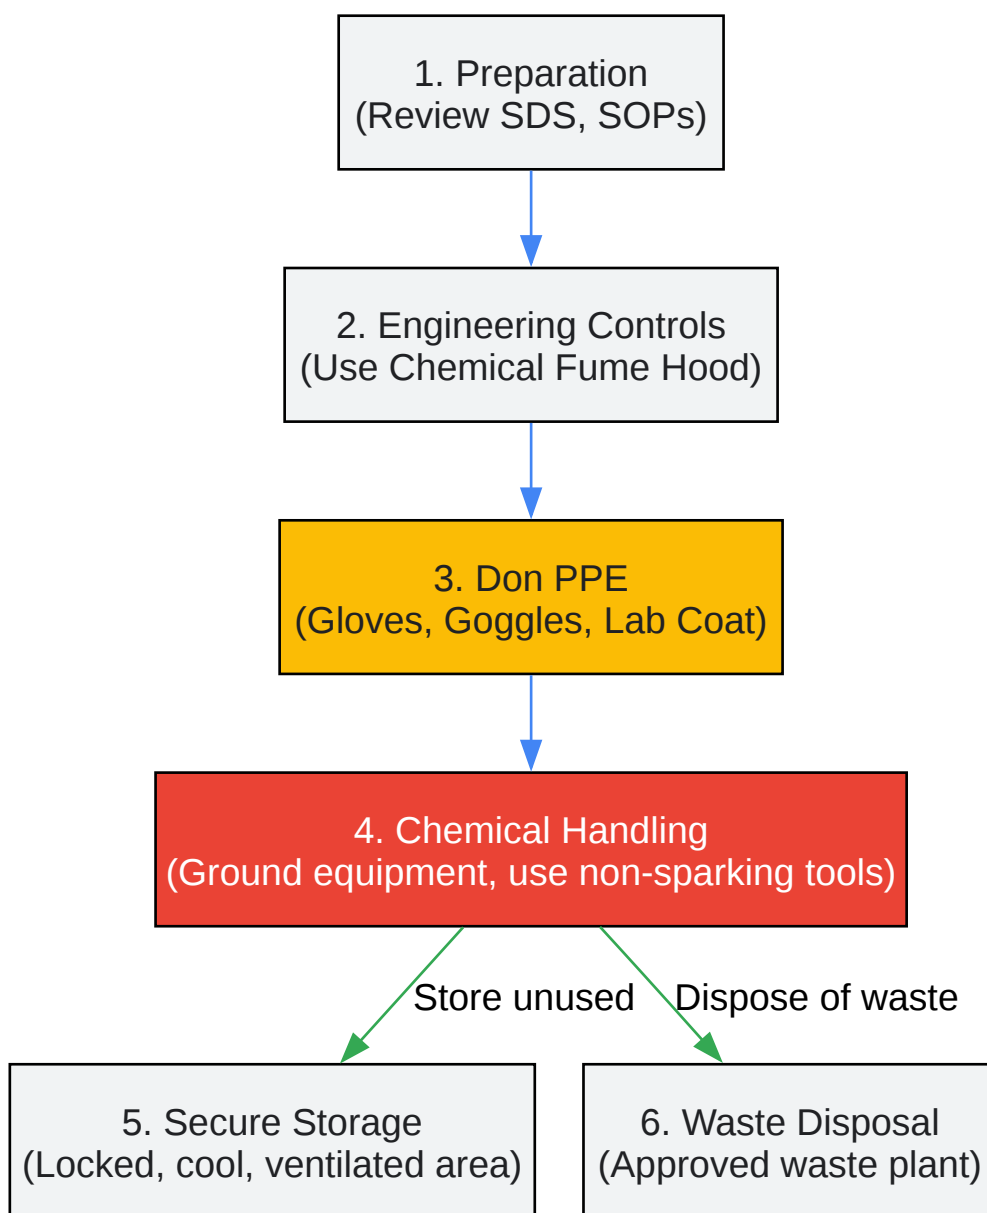 1. Preparation
(Review SDS, SOPs)
2. Engineering Controls
(Use Chemical Fume Hood)
3. Don PPE
(Gloves, Goggles, Lab Coat)
4. Chemical Handling
(Ground equipment, use non-sparking tools)
Store unused
Dispose of waste
5. Secure Storage
(Locked, cool, ventilated area)
6. Waste Disposal
(Approved waste plant)